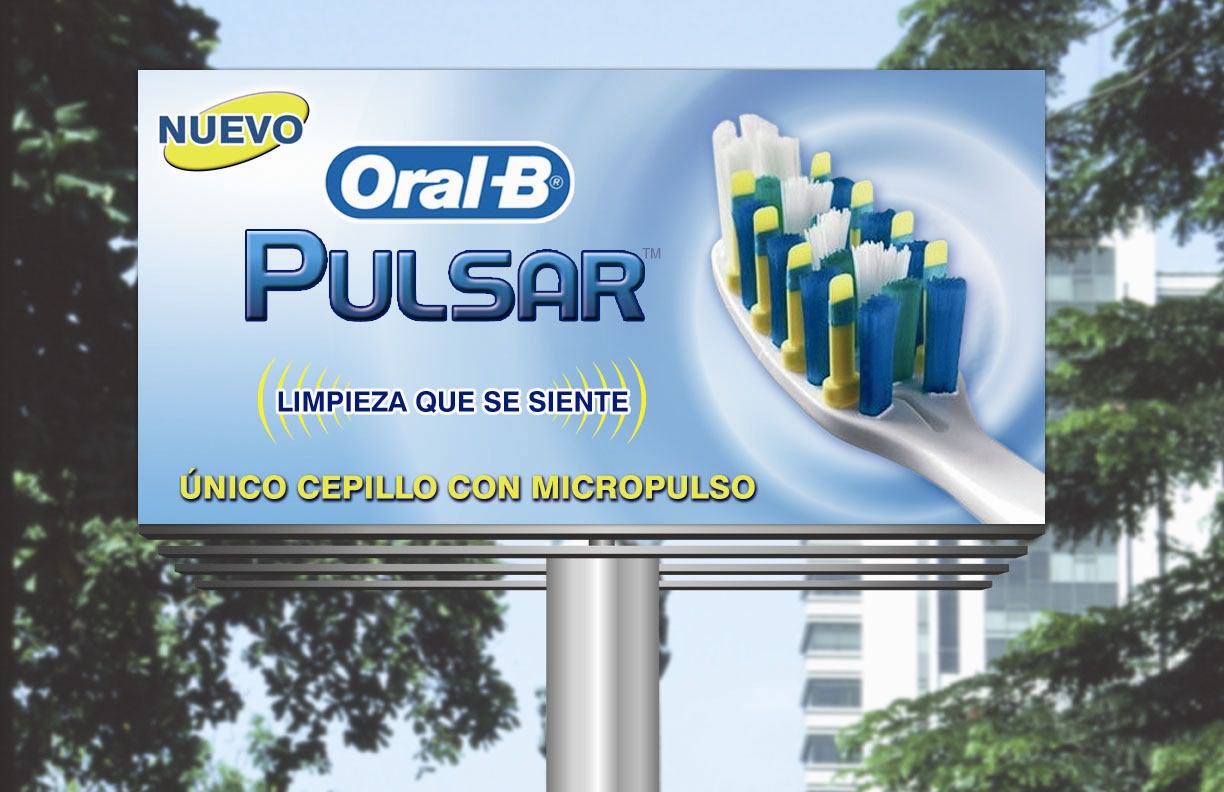 NUEVO
Oral-B®
PULSAR™
LIMPIEZA QUE SE SIENTE
ÚNICO CEPILLO CON MICROPULSO